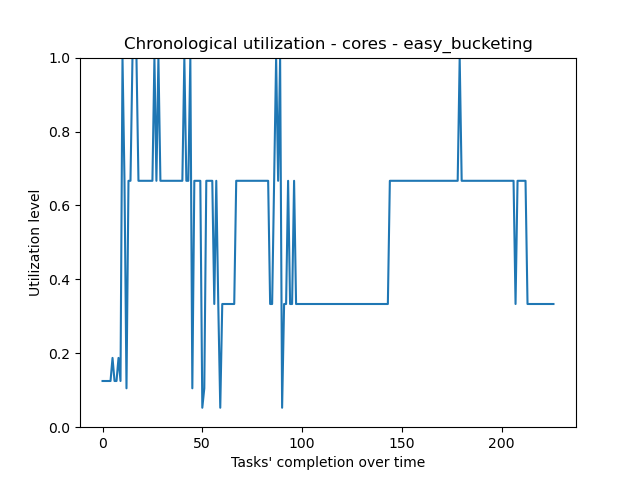 Chronological utilization - cores - easy_bucketing
1.0
0.8
0.6
0.4
0.2
0.0
Utilization level
0 50 100 150 200
Tasks' completion over time